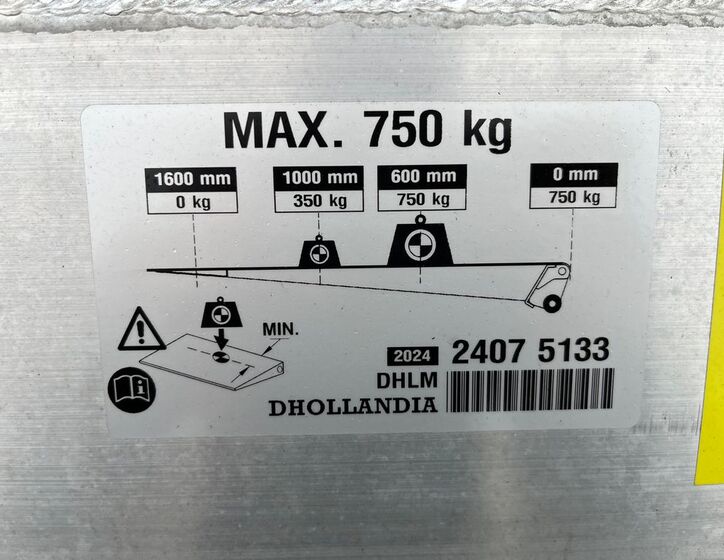 MAX. 750 kg
1600 mm 1000 mm 600 mm 0 mm
0 kg 350 kg 750 kg 750 kg
MIN.
2024 2407 5133
DHLM
DHOLLANDIA